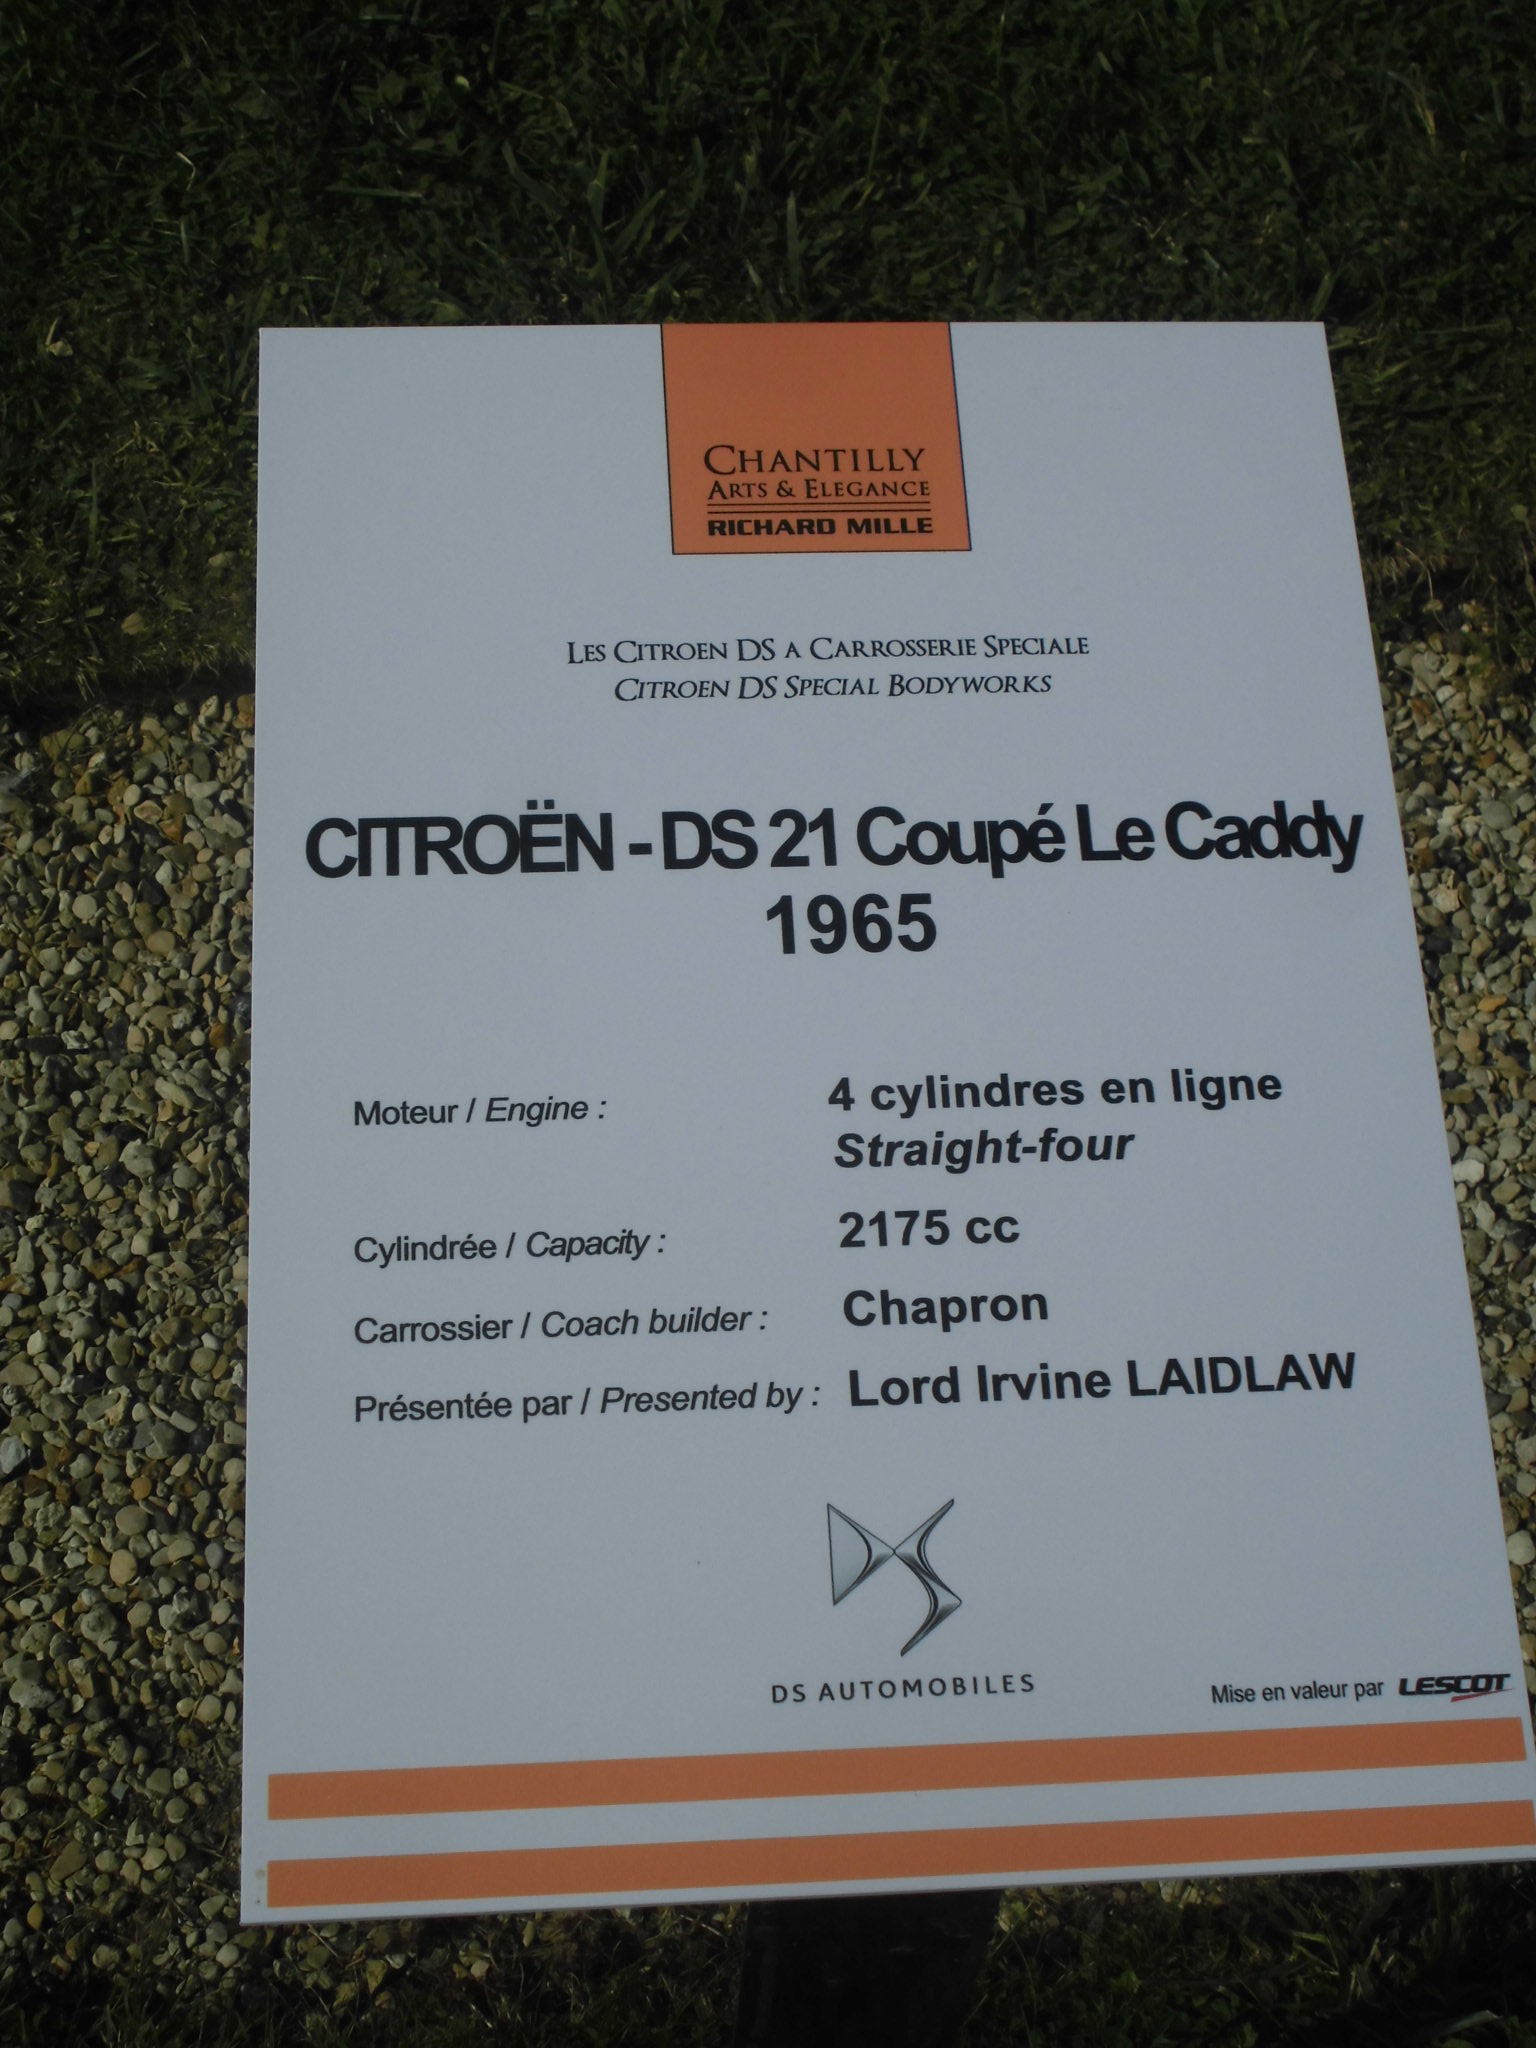 CHANTILLY
ARTS & ELEGANCE
RICHARD MILLE
LES CITROEN DS A CARROSSERIE SPECIALE
CITROEN DS SPECIAL BODYWORKS
CITROËN - DS 21 Coupé Le Caddy
1965
Moteur / Engine : 4 cylindres en ligne
Straight-four
Cylindrée / Capacity : 2175 cc
Carrossier / Coach builder : Chapron
Présentée par / Presented by : Lord Irvine LAIDLAW
DS AUTOMOBILES
Mise en valeur par LESCOT